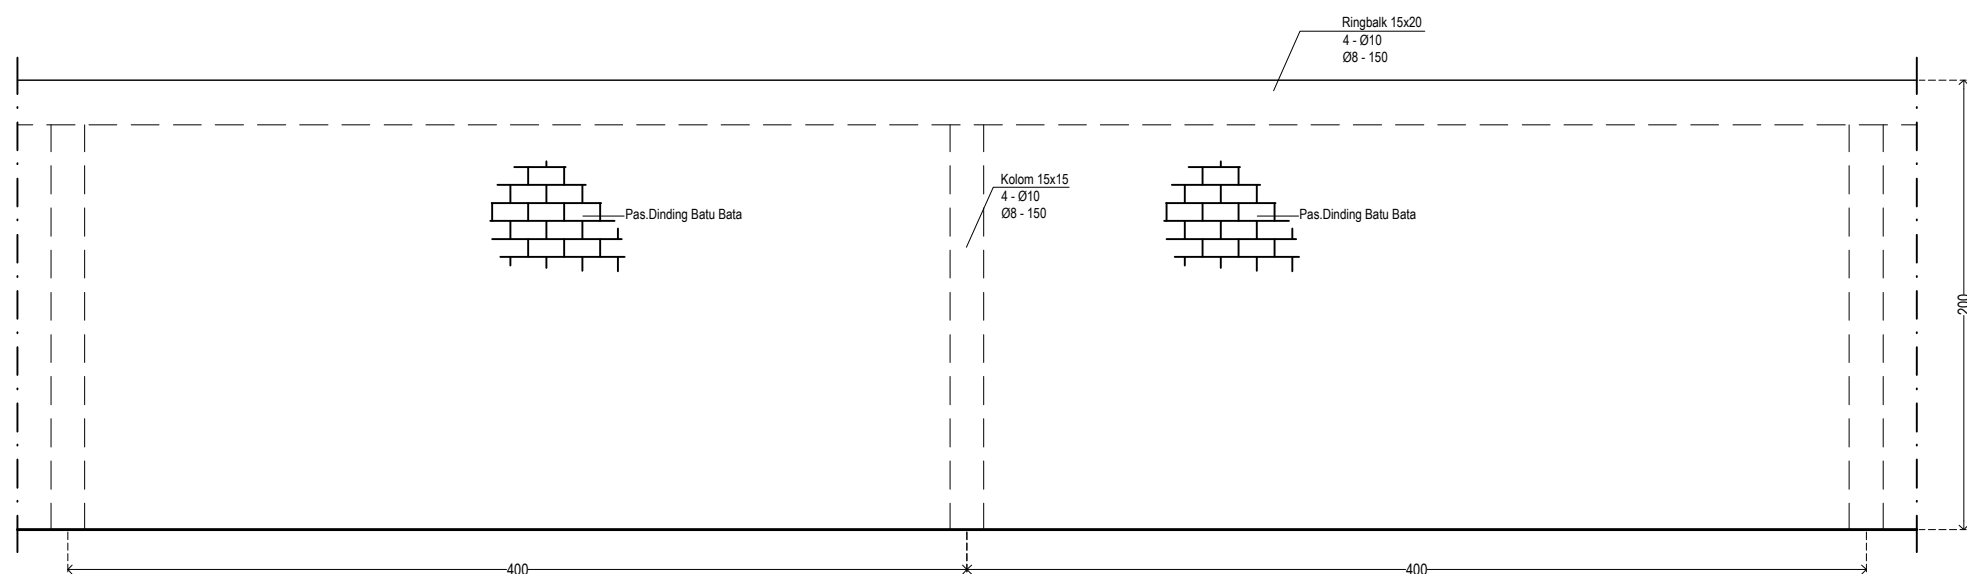 Ringbalk 15x20
4 - Ø10
Ø8 - 150
Kolom 15x15
4 - Ø10
Ø8 - 150
Pas.Dinding Batu Bata
Pas.Dinding Batu Bata
200
400
400